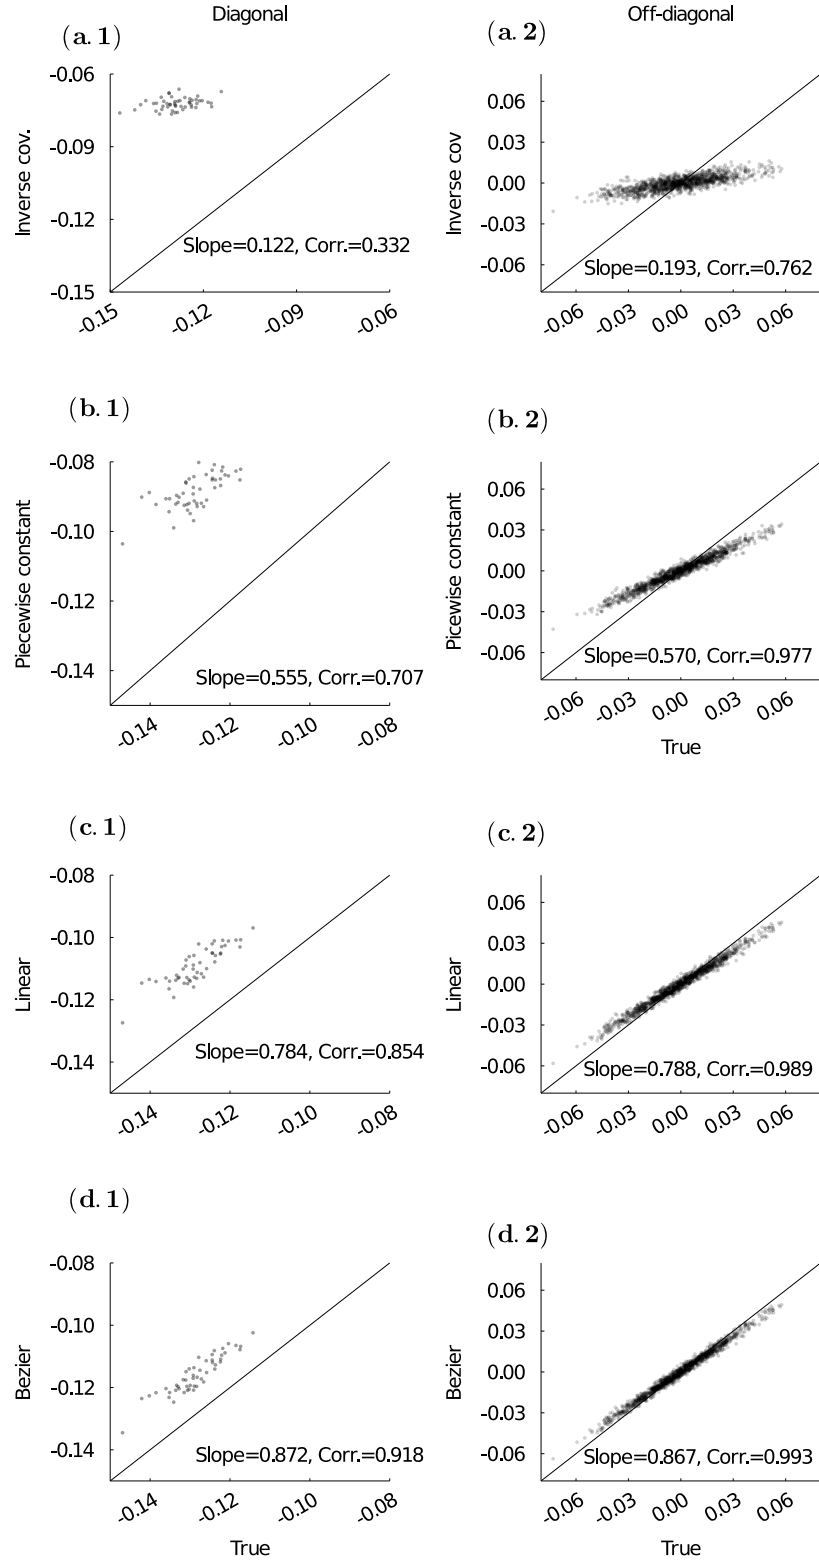 Diagonal
Off-diagonal
(a.1)
(a.2)
-0.06
-0.09
-0.12
-0.15
Inverse cov.
Slope=0.122, Corr.=0.332
-0.15
-0.12
-0.09
-0.06
0.06
0.03
0.00
-0.03
-0.06
Inverse cov
Slope=0.193, Corr.=0.762
-0.06
-0.03
0.00
0.03
0.06
(b.1)
(b.2)
-0.08
-0.10
-0.12
-0.14
Piecewise constant
Slope=0.555, Corr.=0.707
-0.14
-0.12
-0.10
-0.08
0.06
0.03
0.00
-0.03
-0.06
Picewise constant
Slope=0.570, Corr.=0.977
-0.06
-0.03
0.00
0.03
0.06
True
(c.1)
(c.2)
-0.08
-0.10
-0.12
-0.14
Linear
Slope=0.784, Corr.=0.854
-0.14
-0.12
-0.10
-0.08
0.06
0.03
0.00
-0.03
-0.06
Linear
Slope=0.788, Corr.=0.989
-0.06
-0.03
0.00
0.03
0.06
(d.1)
(d.2)
-0.08
-0.10
-0.12
-0.14
Bezier
Slope=0.872, Corr.=0.918
-0.14
-0.12
-0.10
-0.08
True
0.06
0.03
0.00
-0.03
-0.06
Bezier
Slope=0.867, Corr.=0.993
-0.06
-0.03
0.00
0.03
0.06
True